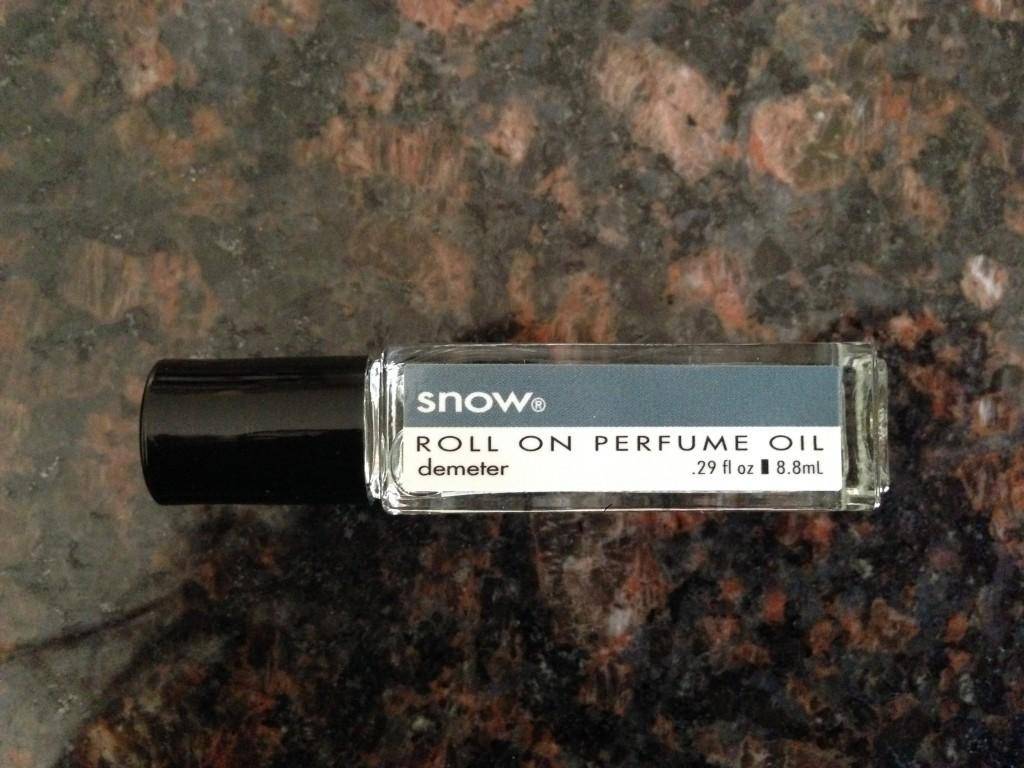 snow®
ROLL ON PERFUME OIL
demeter .29 fl oz ▮ 8.8mL